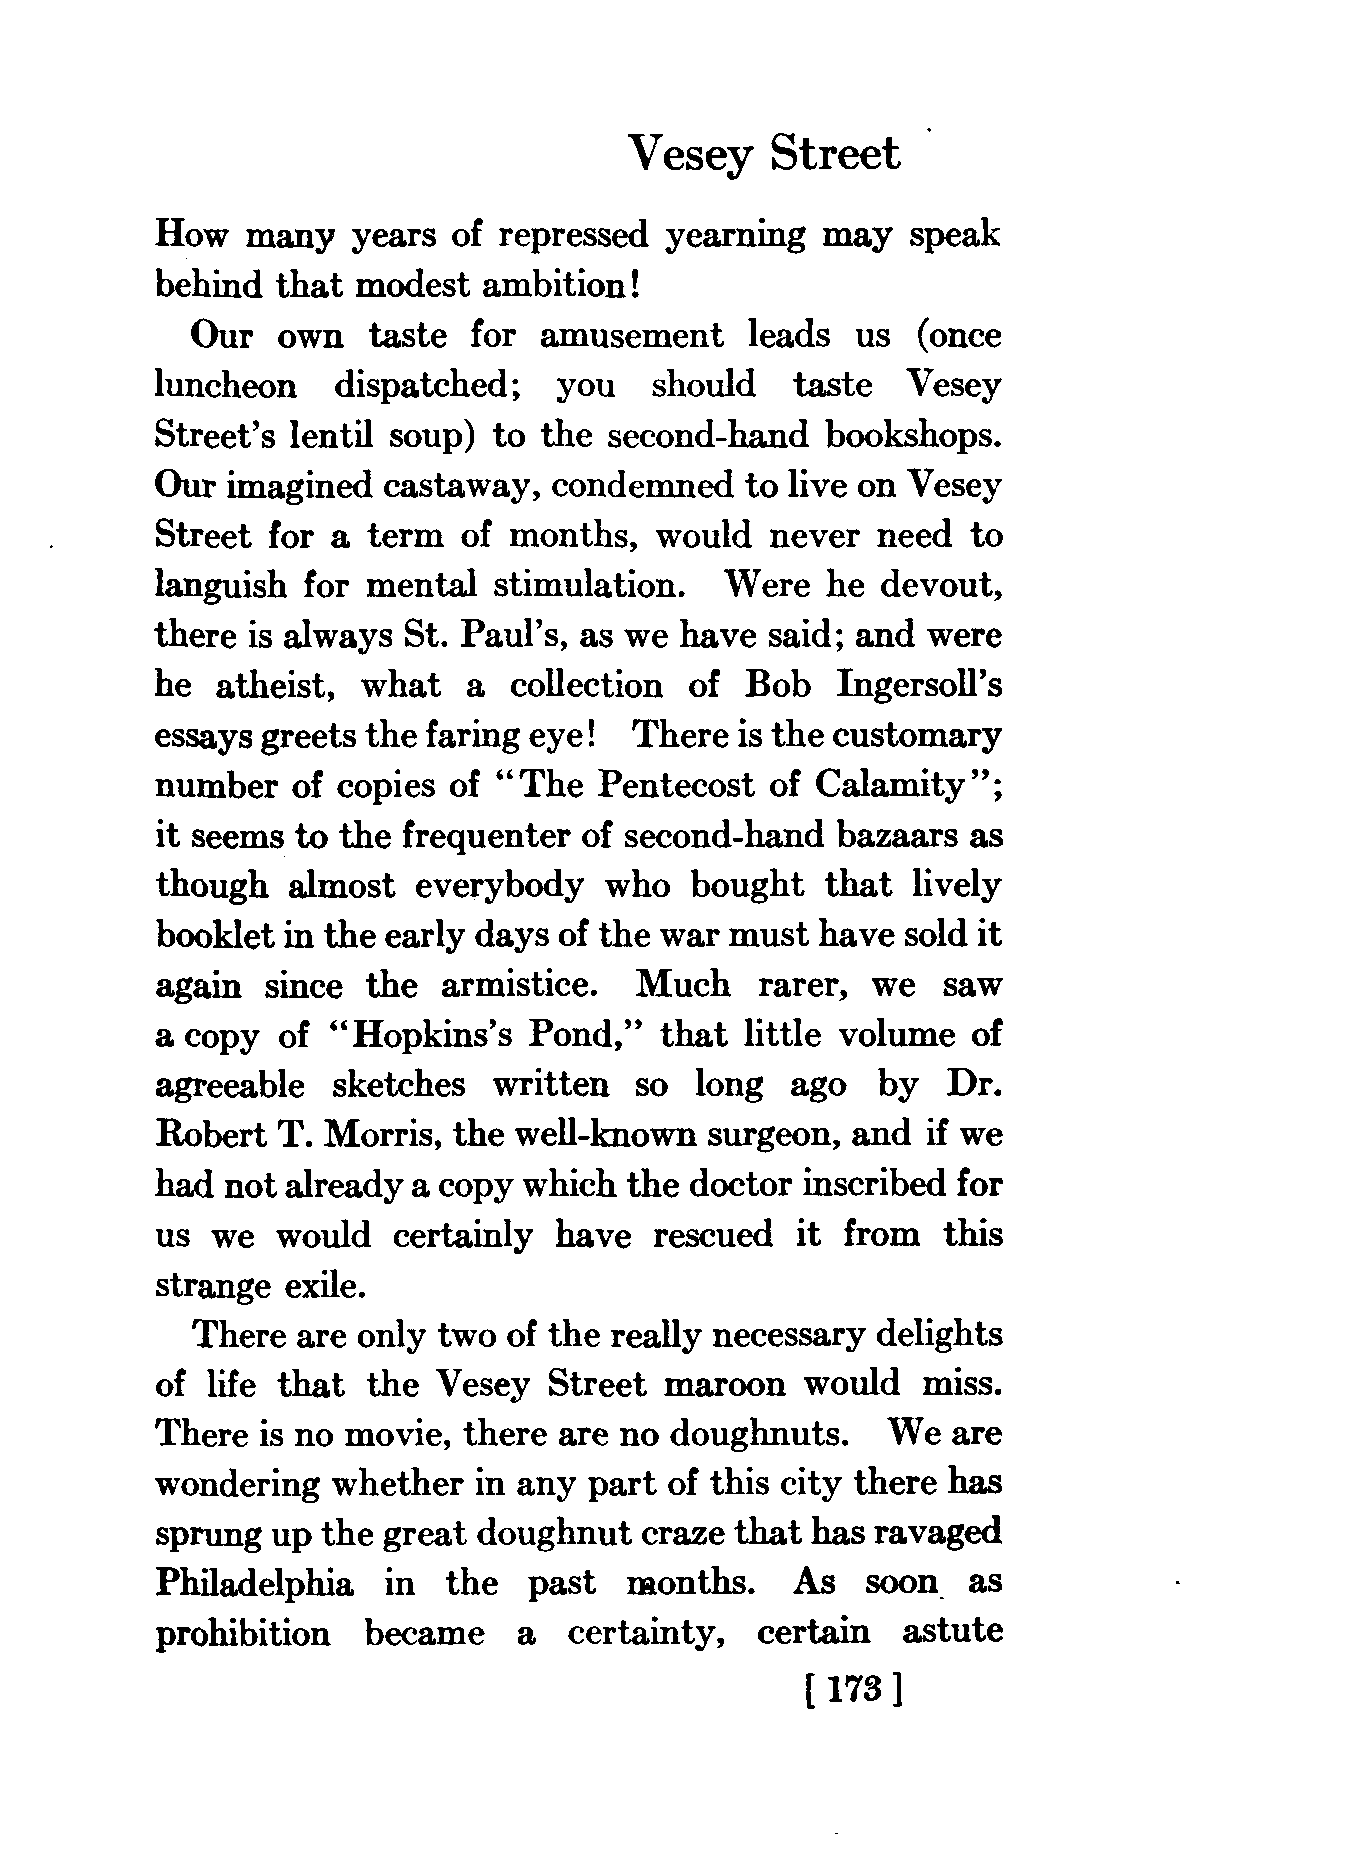 Vesey Street
How many years of repressed yearning may speak
behind that modest ambition!
Our own taste for amusement leads us (once
luncheon dispatched; you should taste Vesey
Street's lentil soup) to the second-hand bookshops.
Our imagined castaway, condemned to live on Vesey
Street for a term of months, would never need to
languish for mental stimulation. Were he devout,
there is always St. Paul's, as we have said; and were
he atheist, what a collection of Bob Ingersoll's
essays greets the faring eye! There is the customary
number of copies of "The Pentecost of Calamity";
it seems to the frequenter of second-hand bazaars as
though almost everybody who bought that lively
booklet in the early days of the war must have sold it
again since the armistice. Much rarer, we saw
a copy of "Hopkins's Pond," that little volume of
agreeable sketches written so long ago by Dr.
Robert T. Morris, the well-known surgeon, and if we
had not already a copy which the doctor inscribed for
us we would certainly have rescued it from this
strange exile.
There are only two of the really necessary delights
of life that the Vesey Street maroon would miss.
There is no movie, there are no doughnuts. We are
wondering whether in any part of this city there has
sprung up the great doughnut craze that has ravaged
Philadelphia in the past months. As soon as
prohibition became a certainty, certain astute
[ 173 ]